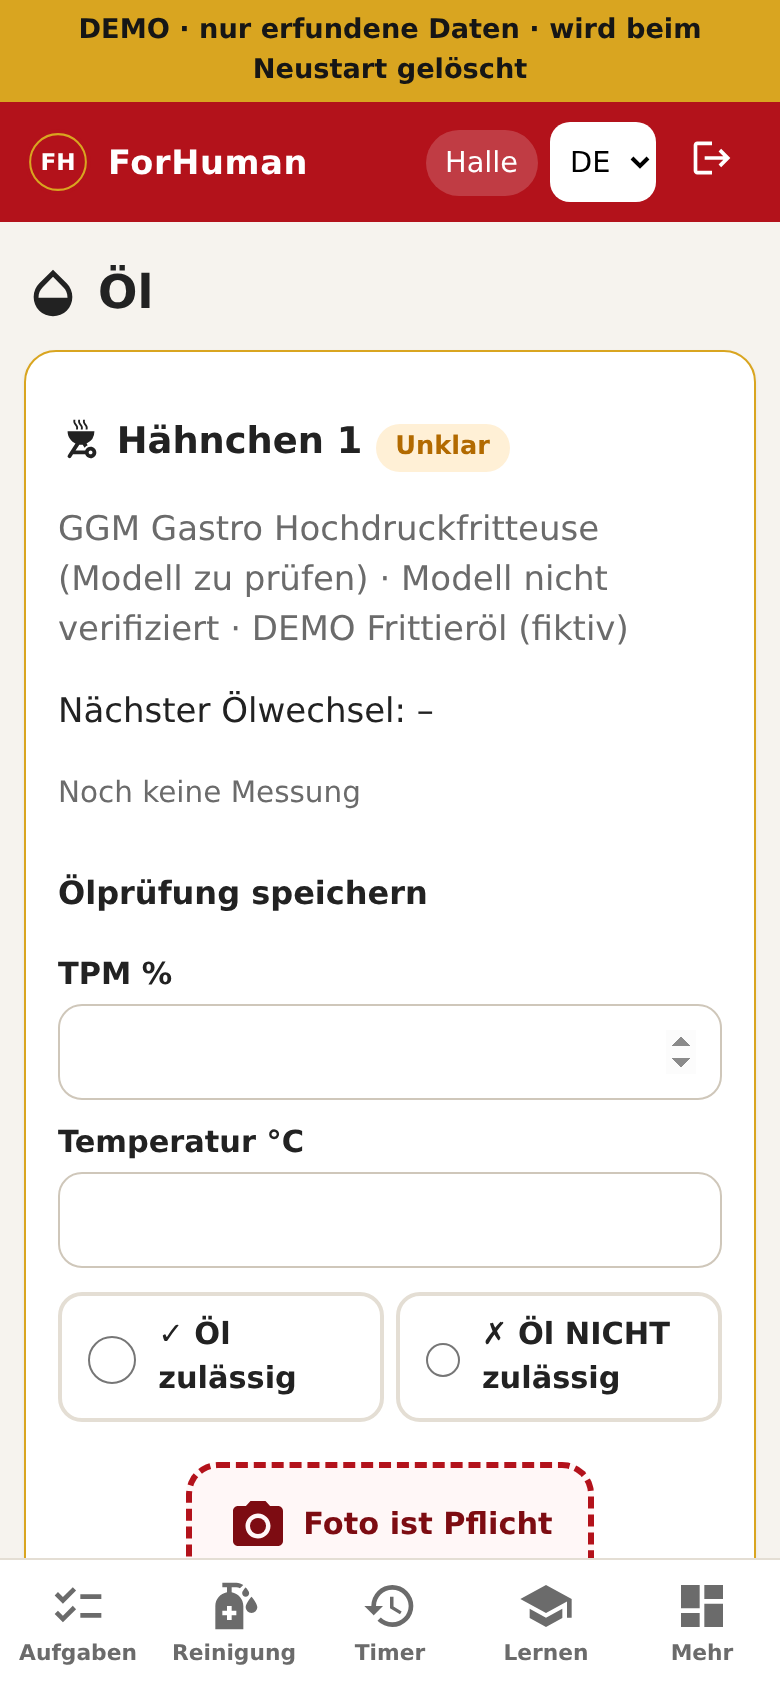 DEMO · nur erfundene Daten · wird beim
Neustart gelöscht
FH ForHuman Halle DE
Öl
Hähnchen 1 Unklar
GGM Gastro Hochdruckfritteuse
(Modell zu prüfen) · Modell nicht
verifiziert · DEMO Frittieröl (fiktiv)
Nächster Ölwechsel: –
Noch keine Messung
Ölprüfung speichern
TPM %
Temperatur °C
✓ Öl
zulässig
✗ Öl NICHT
zulässig
Foto ist Pflicht
Aufgaben Reinigung Timer Lernen Mehr